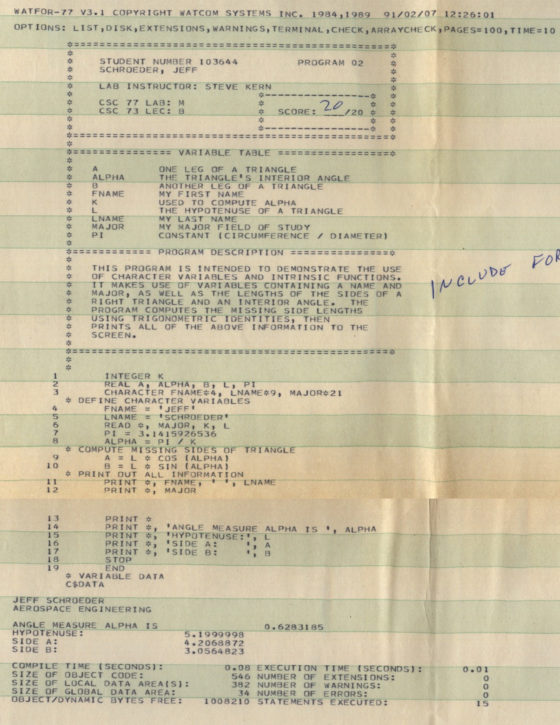 WATFOR-77 V3.1 COPYRIGHT WATCOM SYSTEMS INC. 1984,1989 91/02/07 12:26:01
OPTIONS: LIST,DISK,EXTENSIONS,WARNINGS,TERMINAL,CHECK,ARRAYCHECK,PAGES=100,TIME=10
*===============================================*
*
* STUDENT NUMBER 103644 PROGRAM 02 *
* SCHROEDER, JEFF *
*
* LAB INSTRUCTOR: STEVE KERN *
* *-------------------*
* CSC 77 LAB: M * *
* CSC 73 LEC: B * SCORE: 20/20 *
* * *
* *-------------------*
*===============================================*
*
*=============== VARIABLE TABLE ================*
*
* A ONE LEG OF A TRIANGLE
* ALPHA THE TRIANGLE'S INTERIOR ANGLE
* B ANOTHER LEG OF A TRIANGLE
* FNAME MY FIRST NAME
* K USED TO COMPUTE ALPHA
* L THE HYPOTENUSE OF A TRIANGLE
* LNAME MY LAST NAME
* MAJOR MY MAJOR FIELD OF STUDY
* PI CONSTANT (CIRCUMFERENCE / DIAMETER)
*
*============= PROGRAM DESCRIPTION =============*
*
* THIS PROGRAM IS INTENDED TO DEMONSTRATE THE USE
* OF CHARACTER VARIABLES AND INTRINSIC FUNCTIONS.
* IT MAKES USE OF VARIABLES CONTAINING A NAME AND
* MAJOR, AS WELL AS THE LENGTHS OF THE SIDES OF A
* RIGHT TRIANGLE AND AN INTERIOR ANGLE. THE
* PROGRAM COMPUTES THE MISSING SIDE LENGTHS
* USING TRIGONOMETRIC IDENTITIES, THEN
* PRINTS ALL OF THE ABOVE INFORMATION TO THE
* SCREEN.
INCLUDE FOR
*
*===============================================*
*
*
1 INTEGER K
2 REAL A, ALPHA, B, L, PI
3 CHARACTER FNAME*4, LNAME*9, MAJOR*21
* DEFINE CHARACTER VARIABLES
4 FNAME = 'JEFF'
5 LNAME = 'SCHROEDER'
6 READ *, MAJOR, K, L
7 PI = 3.1415926536
8 ALPHA = PI / K
* COMPUTE MISSING SIDES OF TRIANGLE
9 A = L * COS (ALPHA)
10 B = L * SIN (ALPHA)
* PRINT OUT ALL INFORMATION
11 PRINT *, FNAME, ' ', LNAME
12 PRINT *, MAJOR
13 PRINT *
14 PRINT *, 'ANGLE MEASURE ALPHA IS ', ALPHA
15 PRINT *, 'HYPOTENUSE:', L
16 PRINT *, 'SIDE A: ', A
17 PRINT *, 'SIDE B: ', B
18 STOP
19 END
* VARIABLE DATA
C$DATA
JEFF SCHROEDER
AEROSPACE ENGINEERING
ANGLE MEASURE ALPHA IS 0.6283185
HYPOTENUSE: 5.1999998
SIDE A: 4.2068872
SIDE B: 3.0564823
COMPILE TIME (SECONDS): 0.08 EXECUTION TIME (SECONDS): 0.01
SIZE OF OBJECT CODE: 546 NUMBER OF EXTENSIONS: 0
SIZE OF LOCAL DATA AREA(S): 382 NUMBER OF WARNINGS: 0
SIZE OF GLOBAL DATA AREA: 34 NUMBER OF ERRORS: 0
OBJECT/DYNAMIC BYTES FREE: 1008210 STATEMENTS EXECUTED: 15